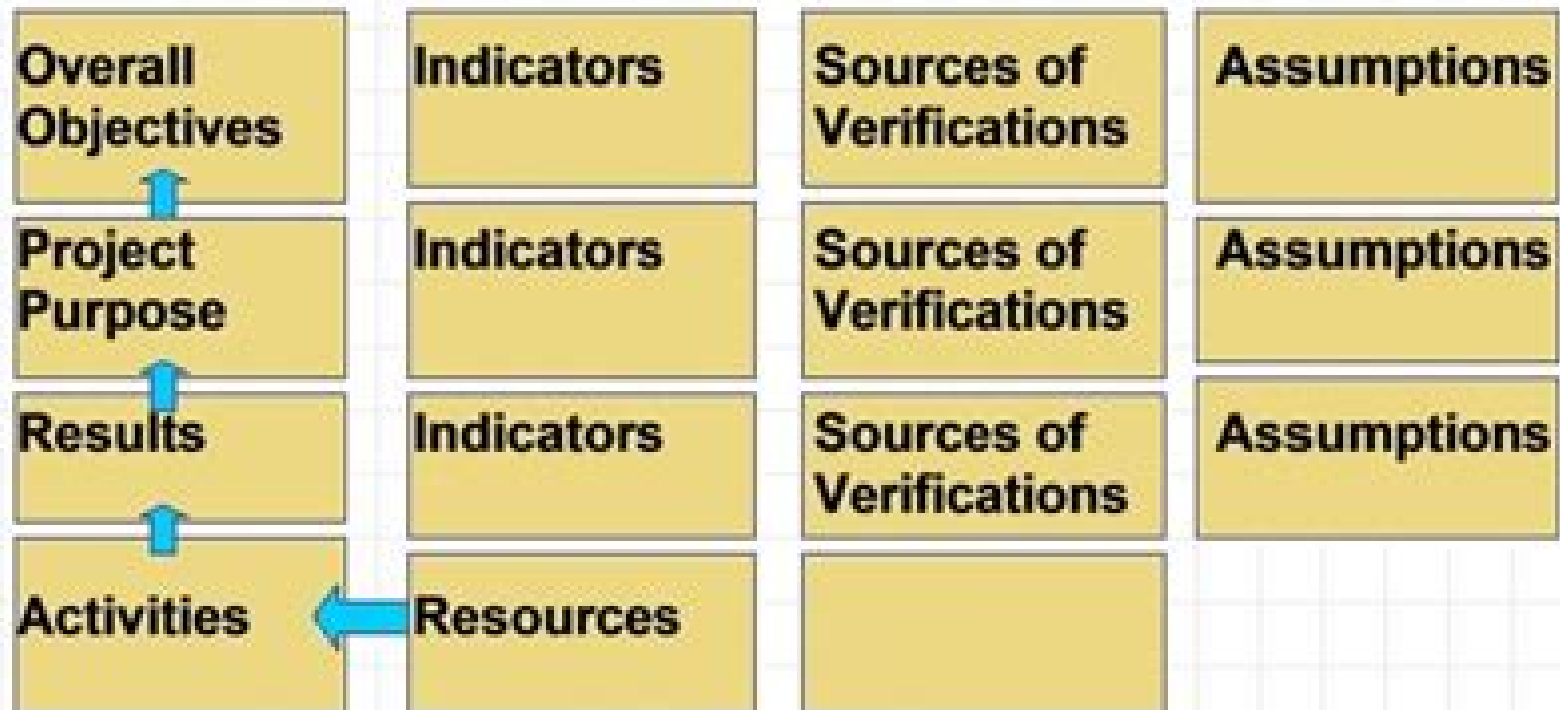 Overall
Objectives
Indicators
Sources of
Verifications
Assumptions
Project
Purpose
Indicators
Sources of
Verifications
Assumptions
Results
Indicators
Sources of
Verifications
Assumptions
Activities
Resources